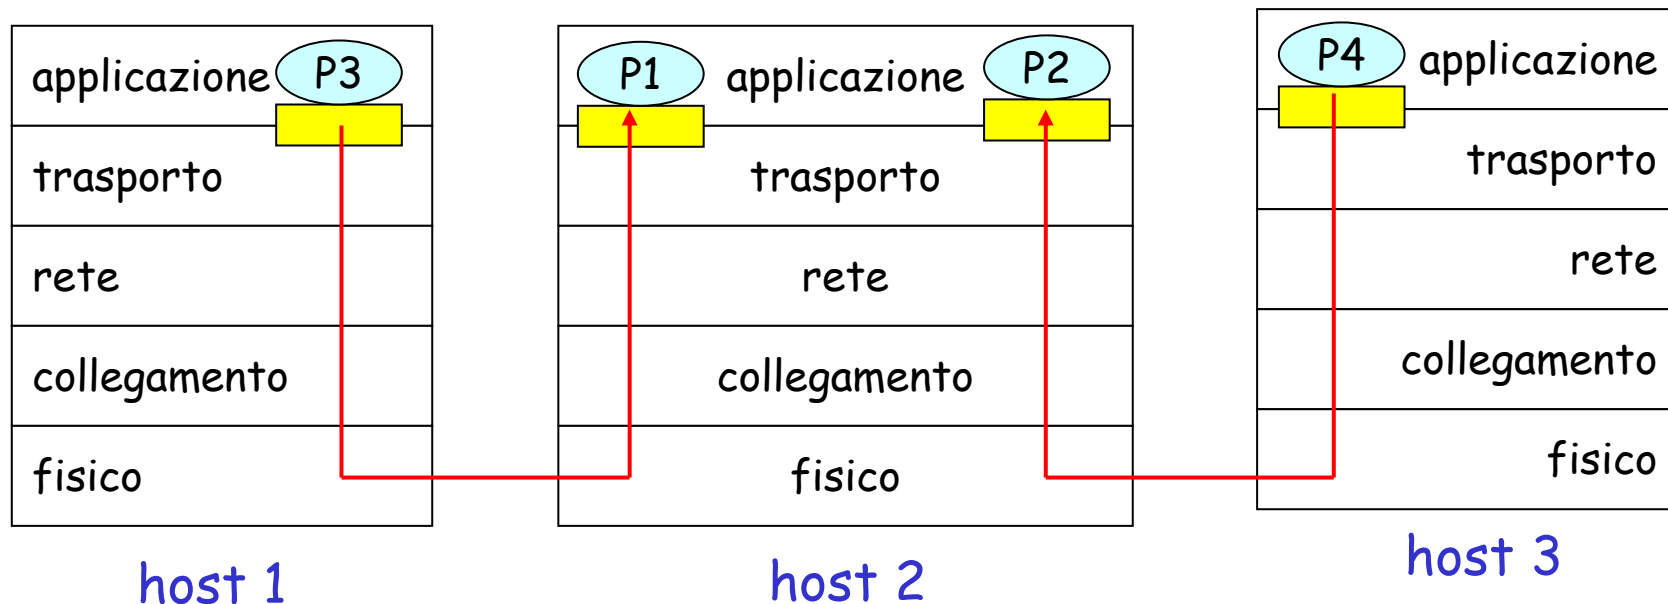 applicazione P3
trasporto
rete
collegamento
fisico
host 1
P1 applicazione P2
trasporto
rete
collegamento
fisico
host 2
P4 applicazione
trasporto
rete
collegamento
fisico
host 3